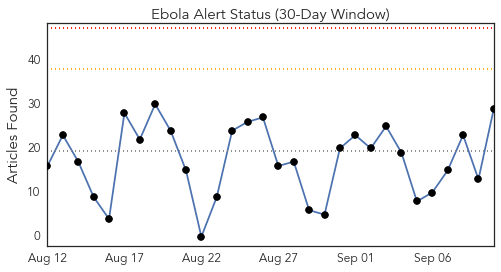 Ebola Alert Status (30-Day Window)
Articles Found
40
30
20
10
0
Aug 12 Aug 17 Aug 22 Aug 27 Sep 01 Sep 06